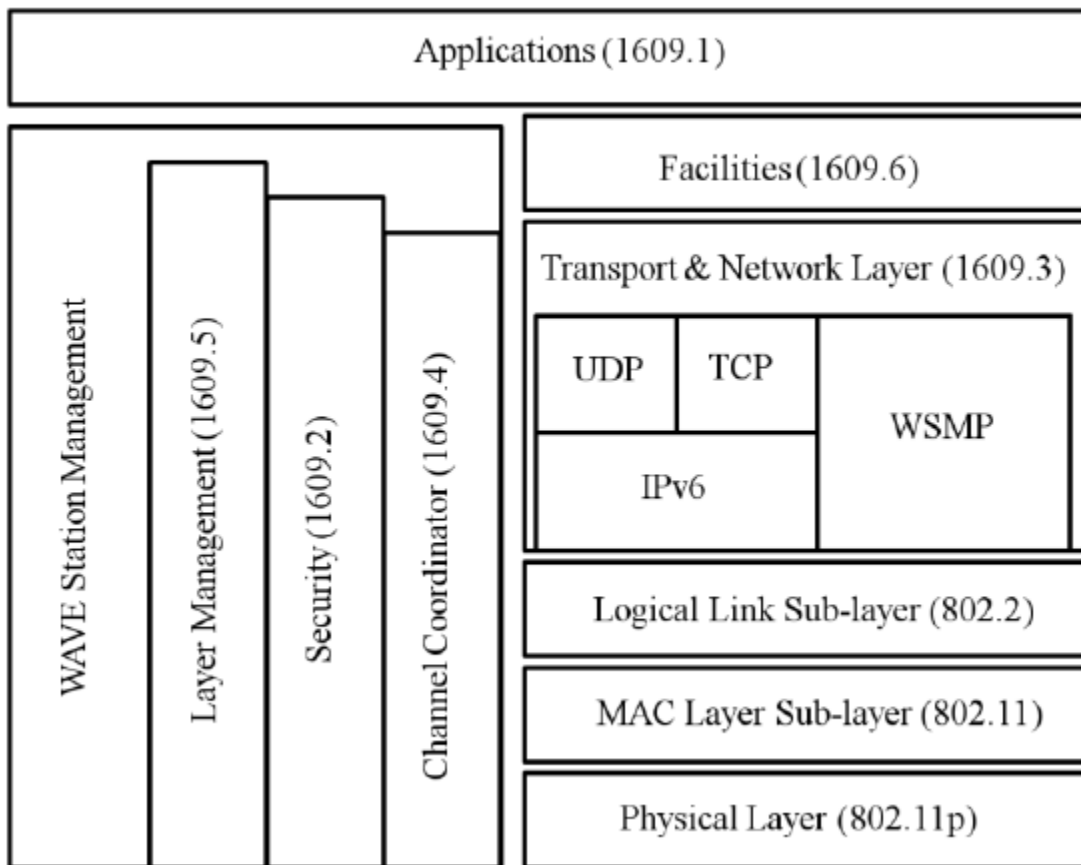 Applications (1609.1)
WAVE Station Management
Layer Management (1609.5)
Security (1609.2)
Channel Coordinator (1609.4)
Facilities (1609.6)
Transport & Network Layer (1609.3)
UDP
TCP
WSMP
IPv6
Logical Link Sub-layer (802.2)
MAC Layer Sub-layer (802.11)
Physical Layer (802.11p)